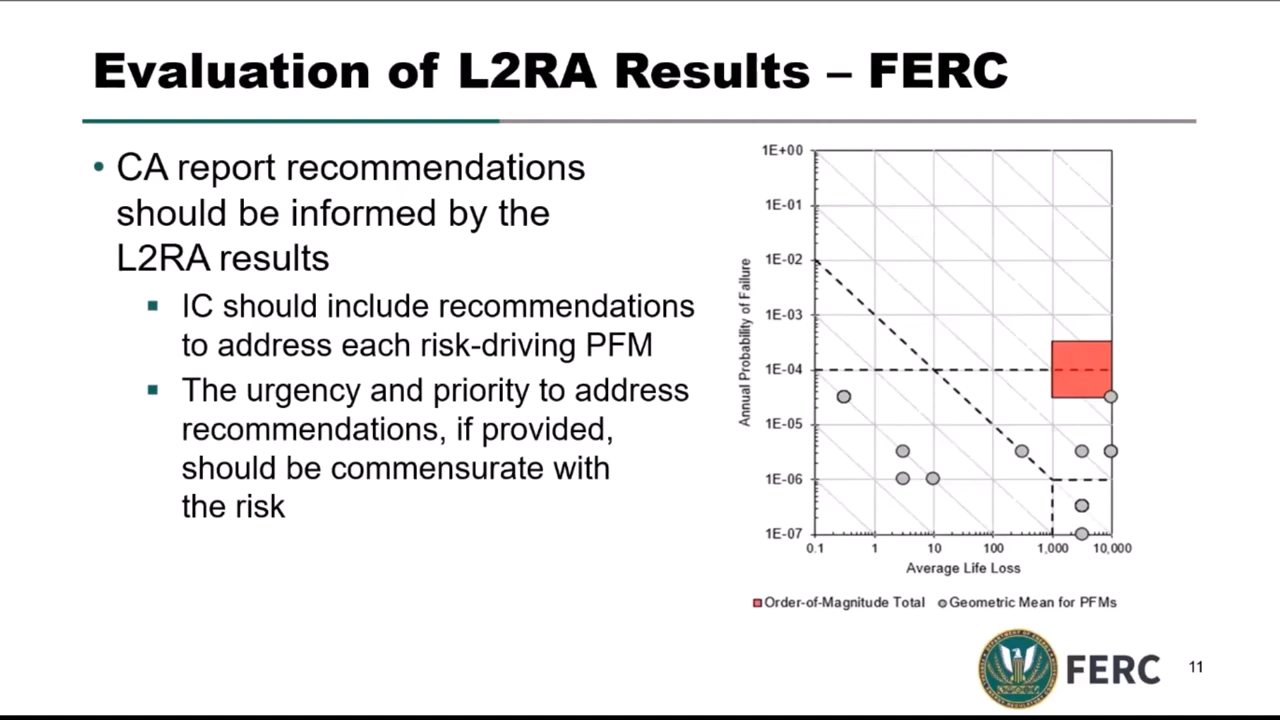 Evaluation of L2RA Results – FERC
• CA report recommendations
should be informed by the
L2RA results
▪ IC should include recommendations
to address each risk-driving PFM
▪ The urgency and priority to address
recommendations, if provided,
should be commensurate with
the risk
Annual Probability of Failure
1E+00
1E-01
1E-02
1E-03
1E-04
1E-05
1E-06
1E-07
0.1 1 10 100 1,000 10,000
Average Life Loss
Order-of-Magnitude Total Geometric Mean for PFMs
FERC
11